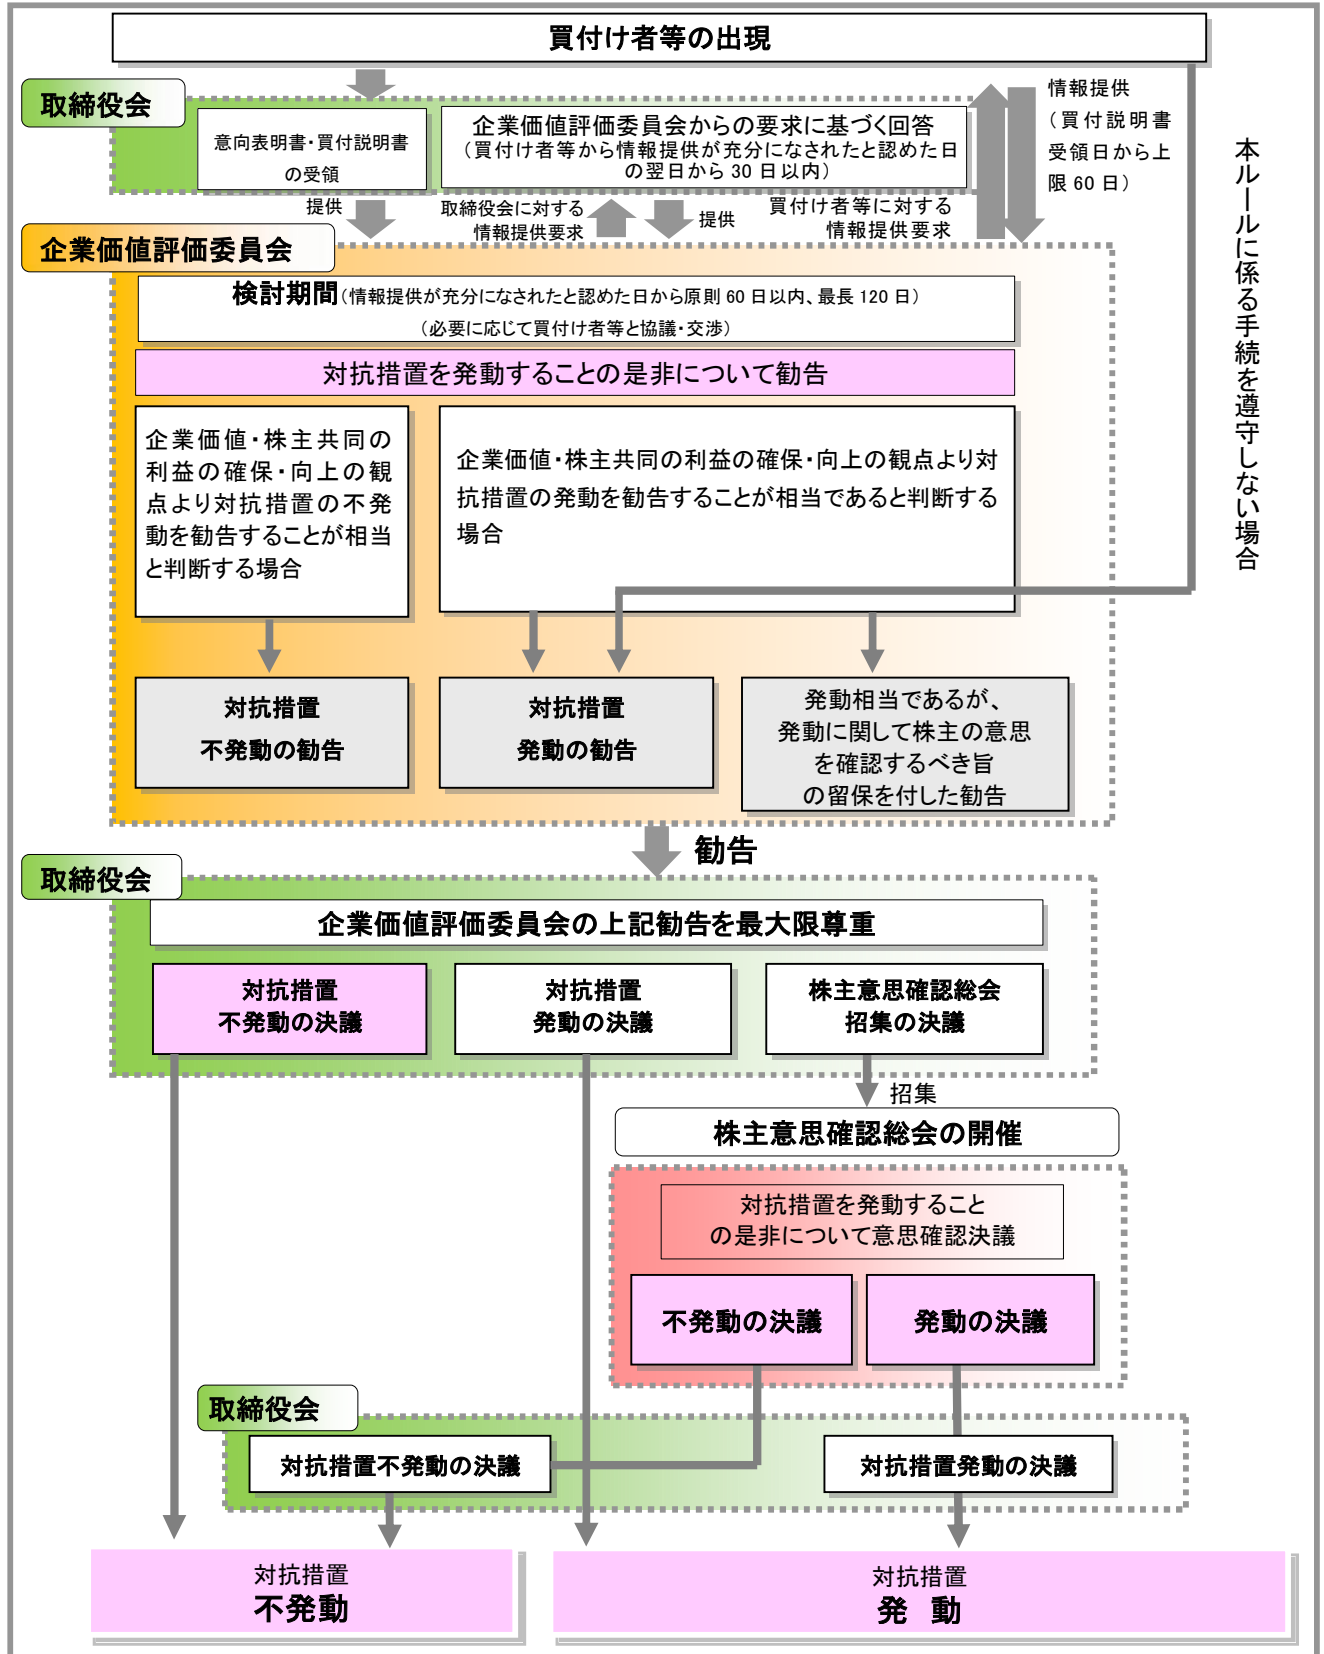 買付け者等の出現
取締役会
意向表明書・買付説明書
の受領
企業価値評価委員会からの要求に基づく回答
（買付け者等から情報提供が充分になされたと認めた日
の翌日から 30 日以内）
情報提供
（買付説明書
受領日から上
限 60 日）
本ルールに係る手続を遵守しない場合
提供
取締役会に対する
情報提供要求
提供
買付け者等に対する
情報提供要求
企業価値評価委員会
検討期間（情報提供が充分になされたと認めた日から原則 60 日以内、最長 120 日）
（必要に応じて買付け者等と協議・交渉）
対抗措置を発動することの是非について勧告
企業価値・株主共同の
利益の確保・向上の観
点より対抗措置の不発
動を勧告することが相当
と判断する場合
企業価値・株主共同の利益の確保・向上の観点より対
抗措置の発動を勧告することが相当であると判断する
場合
対抗措置
不発動の勧告
対抗措置
発動の勧告
発動相当であるが、
発動に関して株主の意思
を確認するべき旨
の留保を付した勧告
勧告
取締役会
企業価値評価委員会の上記勧告を最大限尊重
対抗措置
不発動の決議
対抗措置
発動の決議
株主意思確認総会
招集の決議
招集
株主意思確認総会の開催
対抗措置を発動すること
の是非について意思確認決議
不発動の決議
発動の決議
取締役会
対抗措置不発動の決議
対抗措置発動の決議
対抗措置
不発動
対抗措置
発　動